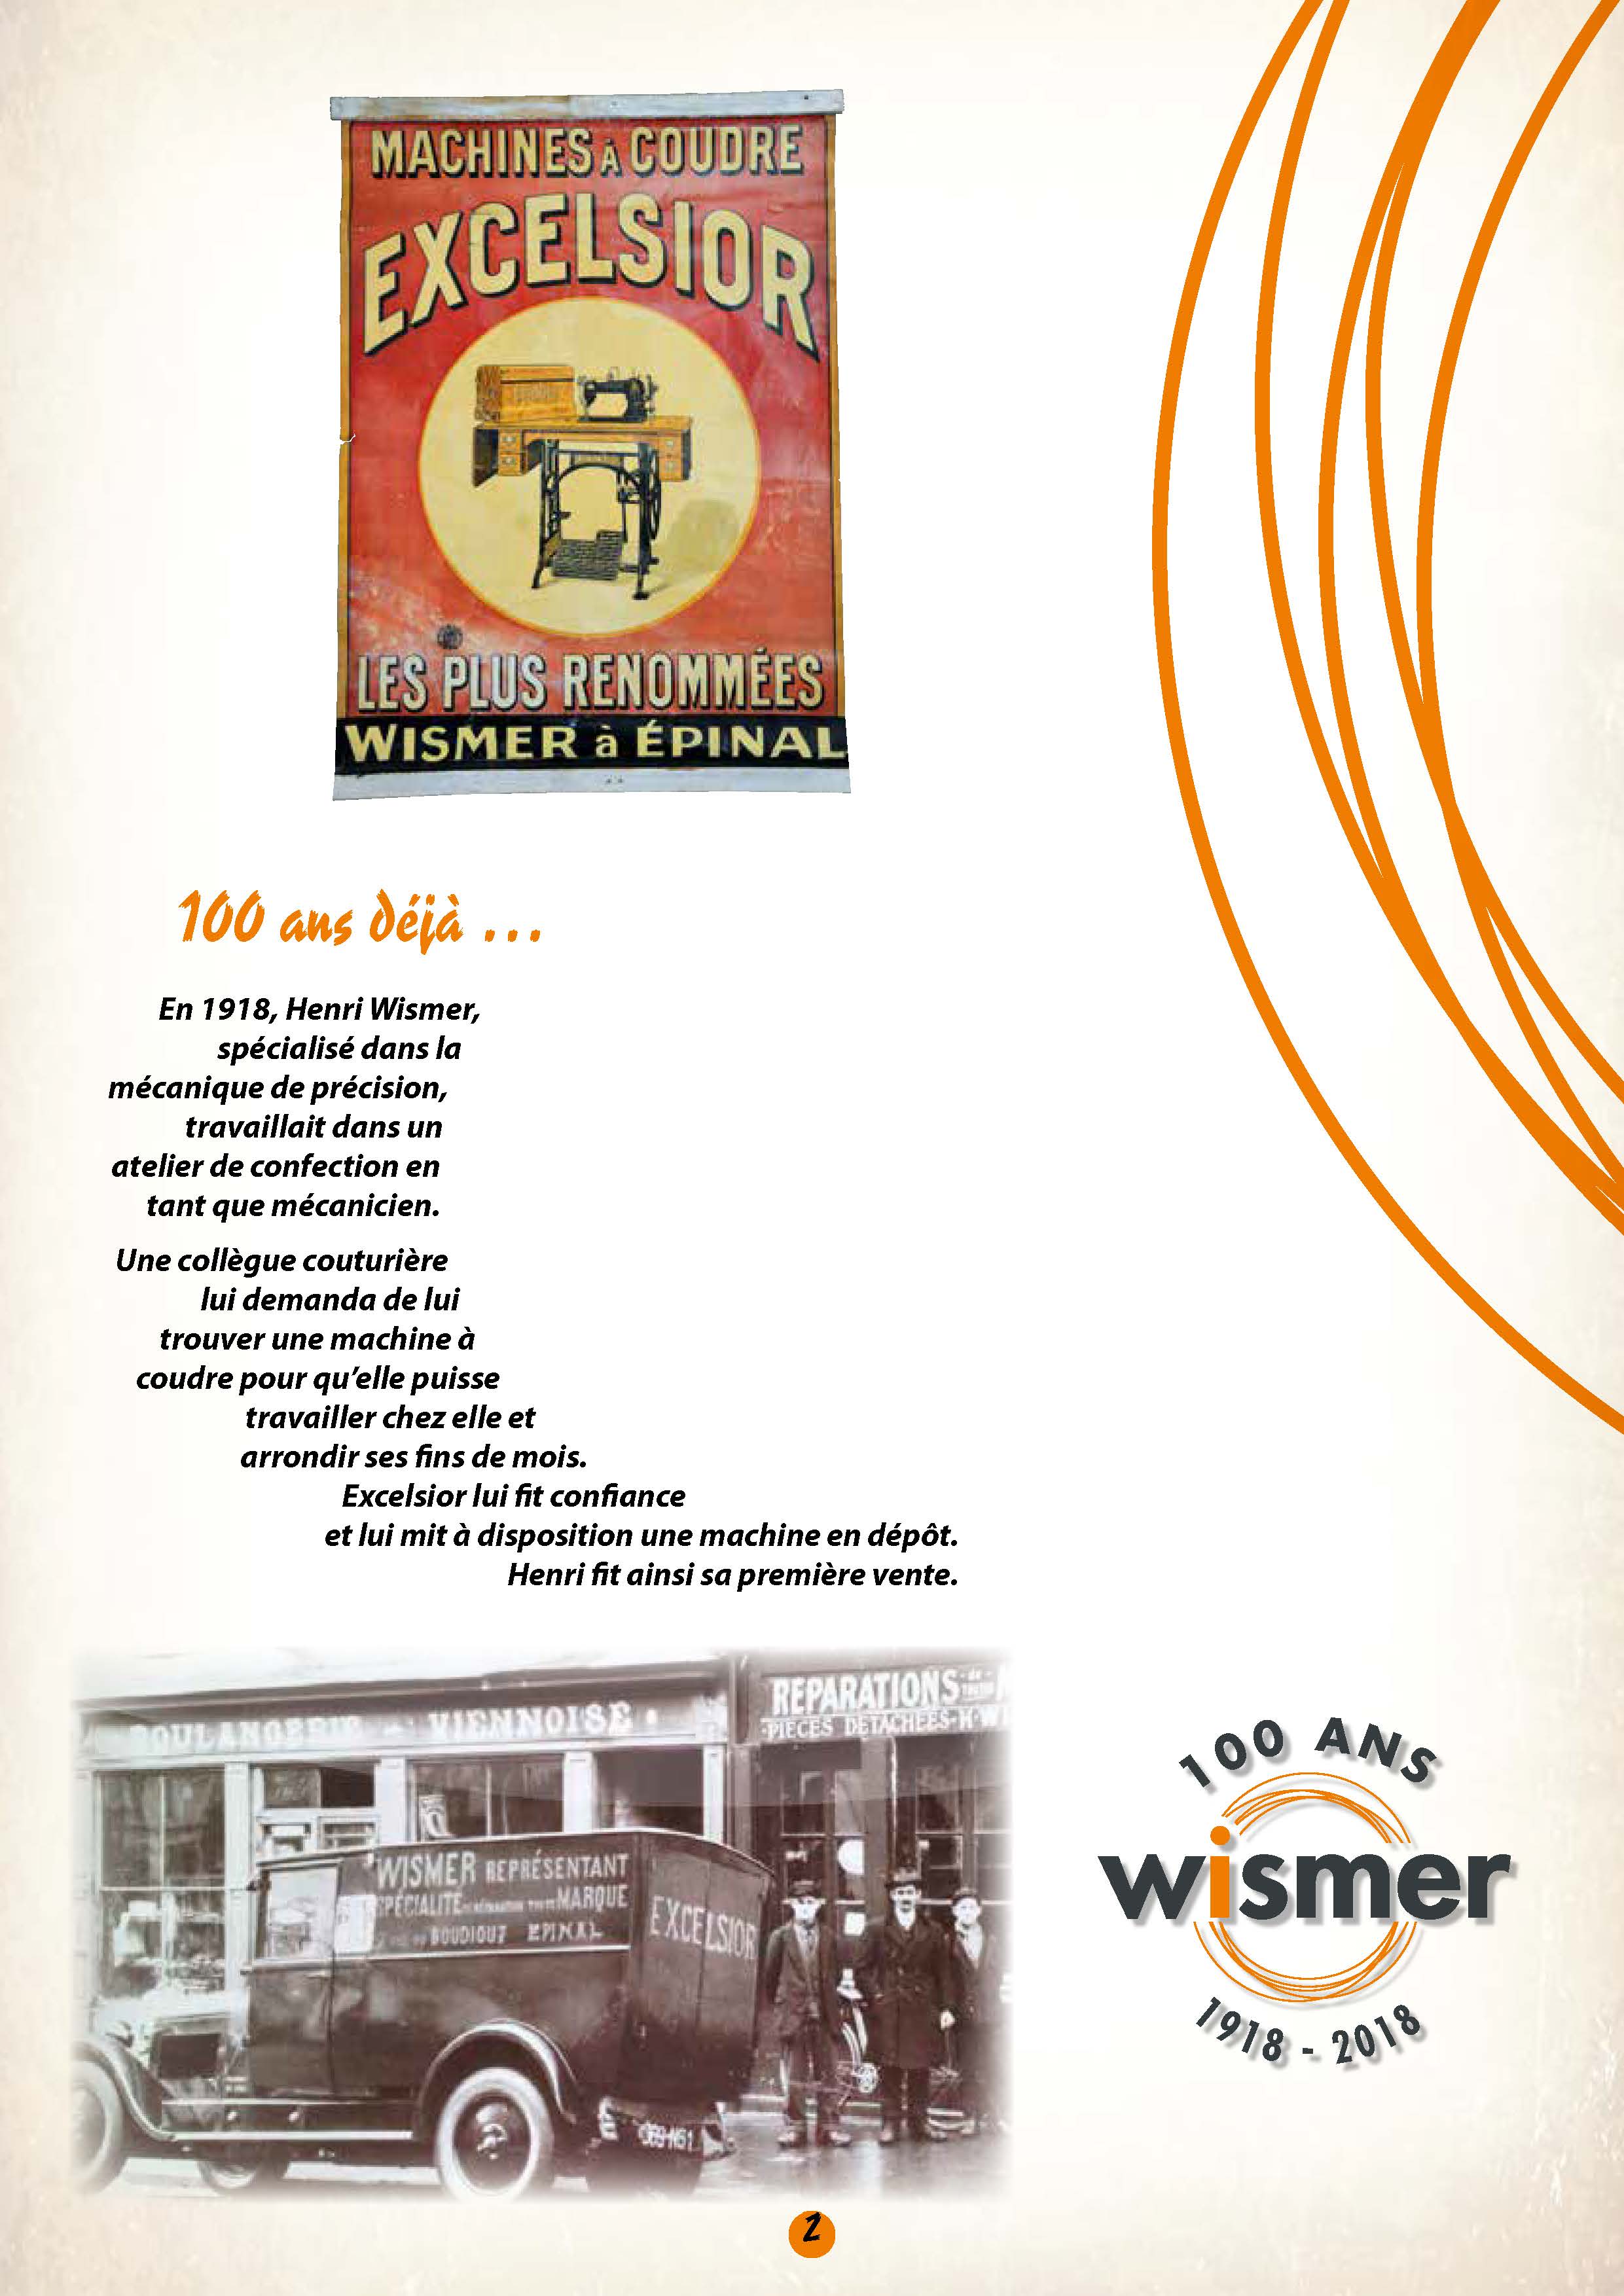 MACHINES À COUDRE
EXCELSIOR
LES PLUS RENOMMÉES
WISMER à ÉPINAL
100 ans déjà ...
En 1918, Henri Wismer,
spécialisé dans la
mécanique de précision,
travaillait dans un
atelier de confection en
tant que mécanicien.
Une collègue couturière
lui demanda de lui
trouver une machine à
coudre pour qu’elle puisse
travailler chez elle et
arrondir ses fins de mois.
Excelsior lui fit confiance
et lui mit à disposition une machine en dépôt.
Henri fit ainsi sa première vente.
BOULANGERIE - VIENNOISE
REPARATIONS de
PIECES DETACHEES-H-WI
WISMER REPRÉSENTANT
SPÉCIALITÉ MARQUE
BOUDIOUT EPINAL
EXCELSIOR
100 ANS
wismer
1918 - 2018
2